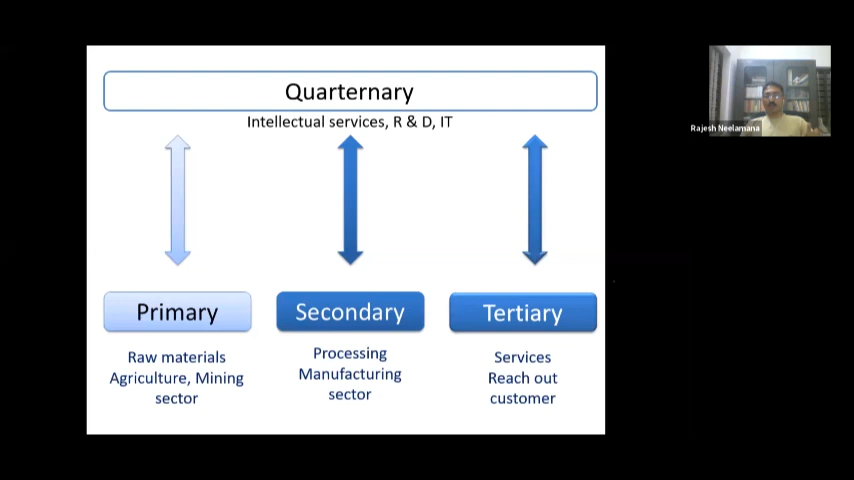 Quarternary
Intellectual services, R & D, IT
Primary
Secondary
Tertiary
Raw materials
Agriculture, Mining
sector
Processing
Manufacturing
sector
Services
Reach out
customer
Rajesh Neelamana